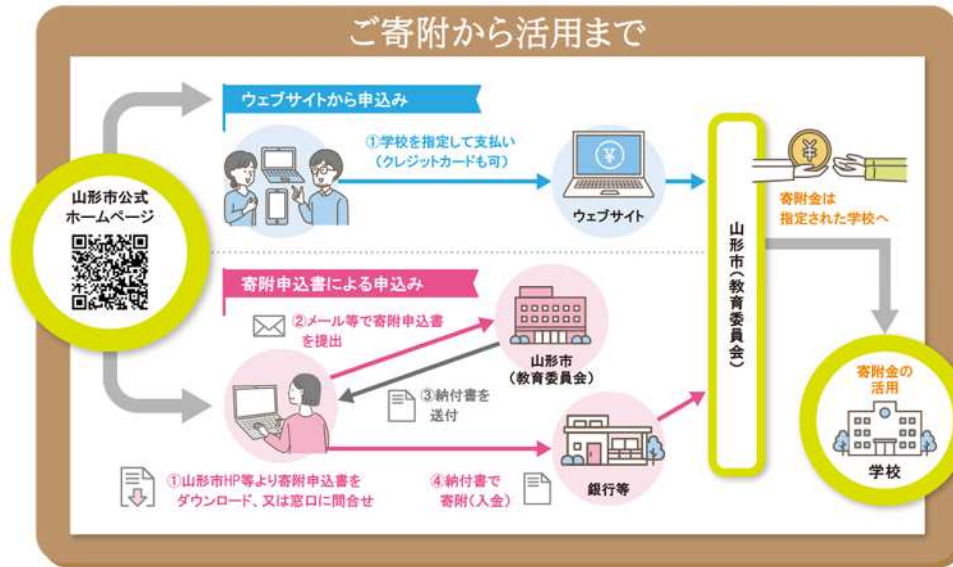 ご寄附から活用まで
山形市公式
ホームページ
ウェブサイトから申込み
①学校を指定して支払い
（クレジットカードも可）
ウェブサイト
寄附申込書による申込み
②メール等で寄附申込書
を提出
山形市
（教育委員会）
③納付書を
送付
①山形市HP等より寄附申込書を
ダウンロード、又は窓口に問合せ
④納付書で
寄附（入金）
銀行等
山形市（教育委員会）
寄附金は
指定された学校へ
寄附金の
活用
学校